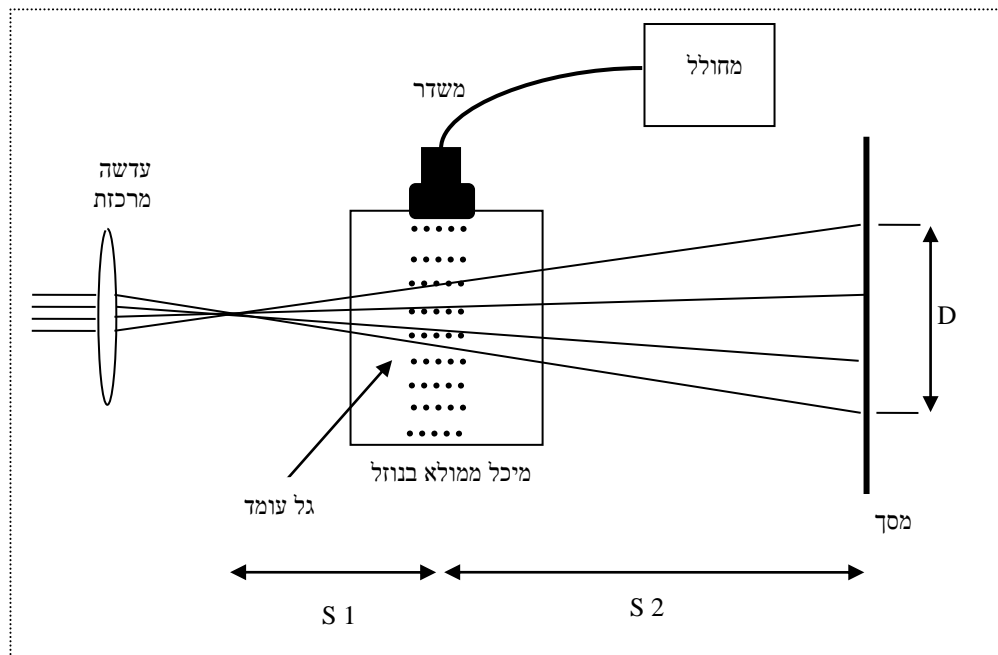 מחולל
משדר
עדשה
מרכזת
D
מיכל ממולא בנוזל
גל עומד
מסך
S 1
S 2